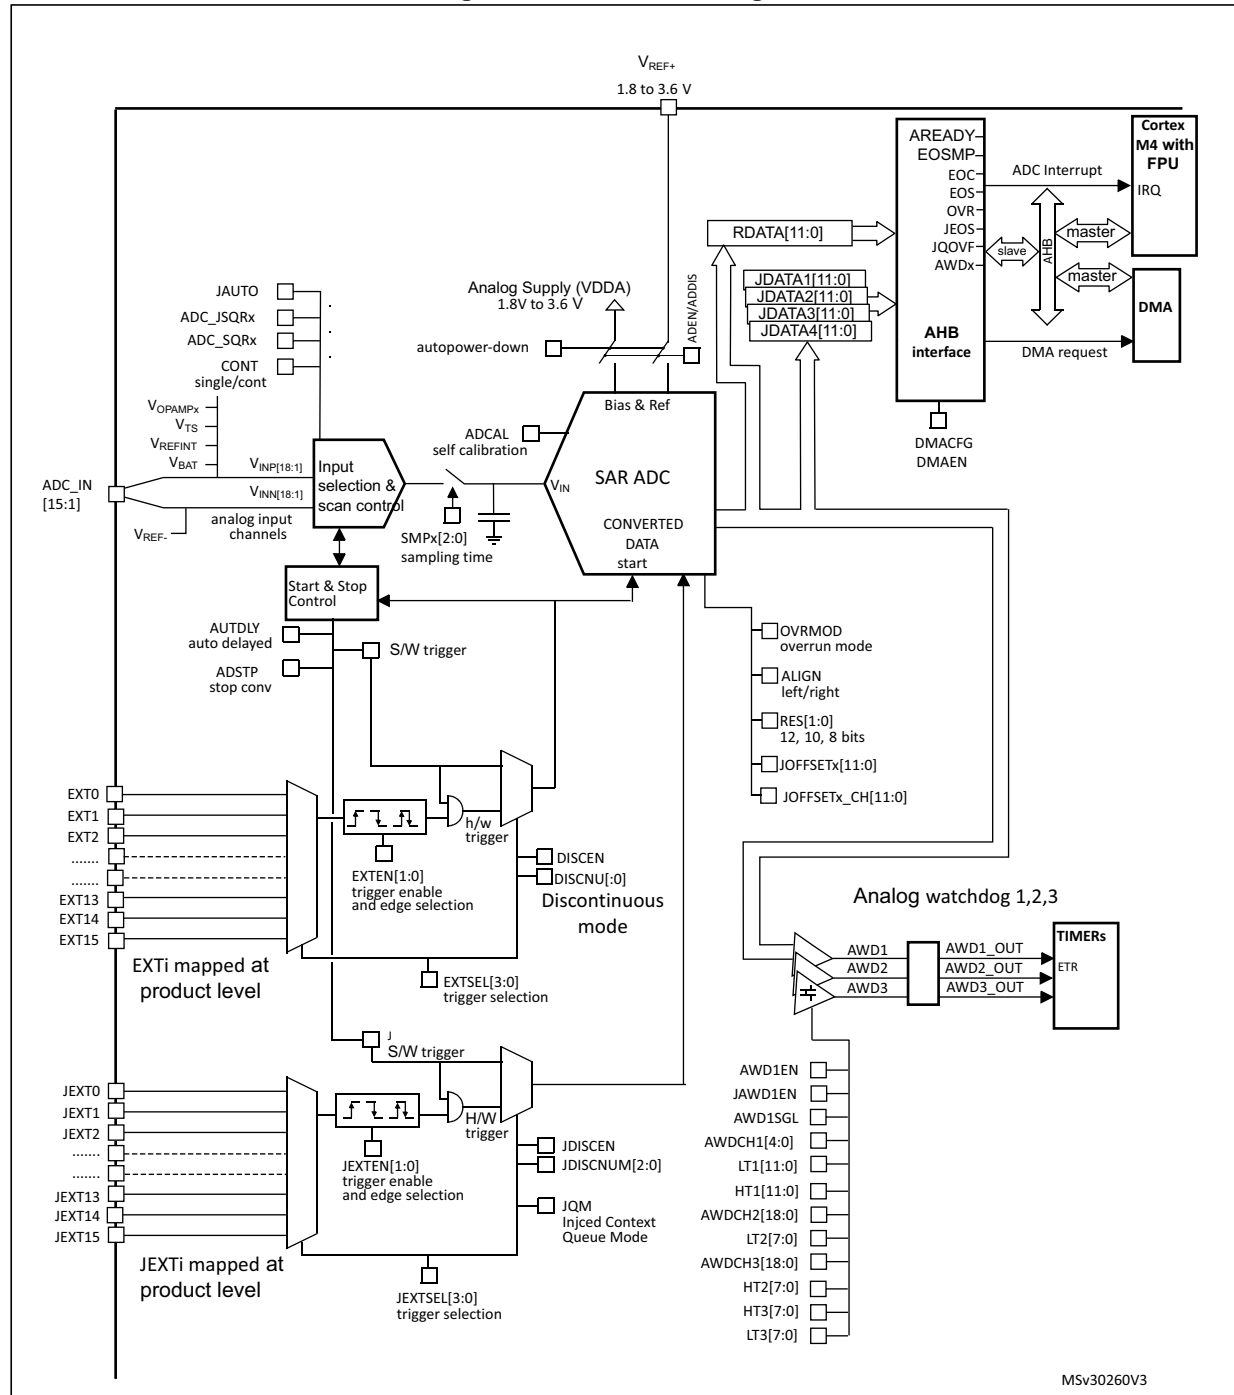 VREF+
1.8 to 3.6 V
Cortex
M4 with
FPU
IRQ
AREADY
EOSMP
EOC
EOS
OVR
JEOS
JQOVF
AWDx
ADC Interrupt
slave
AHB
master
master
DMA
DMA request
AHB
interface
DMACFG
DMAEN
RDATA[11:0]
JDATA1[11:0]
JDATA2[11:0]
JDATA3[11:0]
JDATA4[11:0]
Analog Supply (VDDA)
1.8V to 3.6 V
ADEN/ADDIS
autopower-down
JAUTO
ADC_JSQRx
ADC_SQRx
CONT
single/cont
VOPAMPx
VTS
VREFINT
VBAT
ADC_IN
[15:1]
VINP[18:1]
VINN[18:1]
VREF-
analog input
channels
Input
selection &
scan control
SMPx[2:0]
sampling time
ADCAL
self calibration
Bias & Ref
VIN
SAR ADC
CONVERTED
DATA
start
Start & Stop
Control
AUTDLY
auto delayed
ADSTP
stop conv
S/W trigger
OVRMOD
overrun mode
ALIGN
left/right
RES[1:0]
12, 10, 8 bits
JOFFSETx[11:0]
JOFFSETx_CH[11:0]
EXT0
EXT1
EXT2
.......
.......
EXT13
EXT14
EXT15
h/w
trigger
EXTEN[1:0]
trigger enable
and edge selection
DISCEN
DISCNU[:0]
Discontinuous
mode
EXTi mapped at
product level
EXTSEL[3:0]
trigger selection
Analog watchdog 1,2,3
AWD1
AWD2
AWD3
AWD1_OUT
AWD2_OUT
AWD3_OUT
TIMERs
ETR
J
S/W trigger
JEXT0
JEXT1
JEXT2
.......
.......
JEXT13
JEXT14
JEXT15
H/W
trigger
JEXTEN[1:0]
trigger enable
and edge selection
JDISCEN
JDISCNUM[2:0]
JQM
Injced Context
Queue Mode
JEXTi mapped at
product level
JEXTSEL[3:0]
trigger selection
AWD1EN
JAWD1EN
AWD1SGL
AWDCH1[4:0]
LT1[11:0]
HT1[11:0]
AWDCH2[18:0]
LT2[7:0]
AWDCH3[18:0]
HT2[7:0]
HT3[7:0]
LT3[7:0]
MSv30260V3